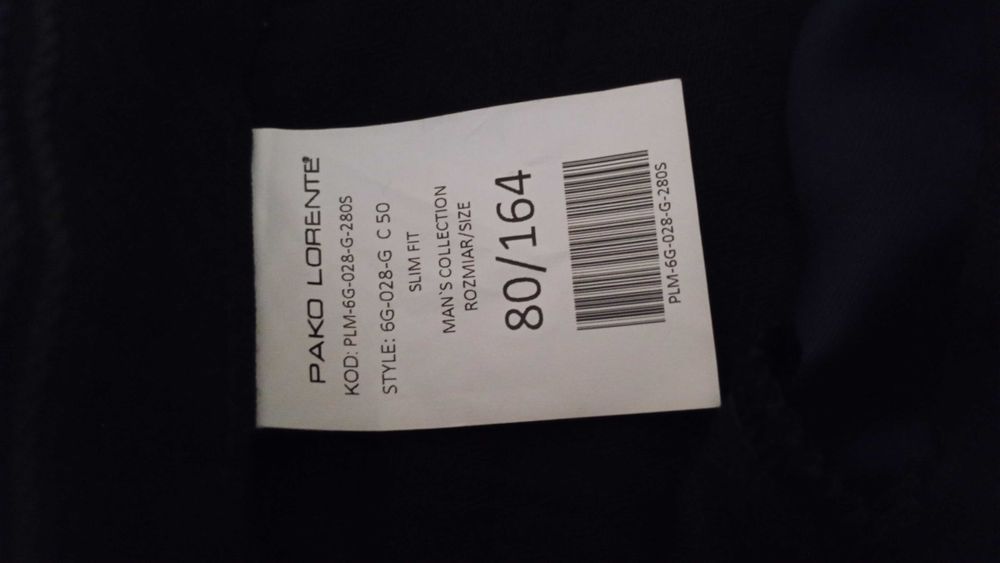 PAKO LORENTE®
KOD: PLM-6G-028-G-280S
STYLE: 6G-028-G C 50
SLIM FIT
MAN`S COLLECTION
ROZMIAR/SIZE
80/164
PLM-6G-028-G-280S